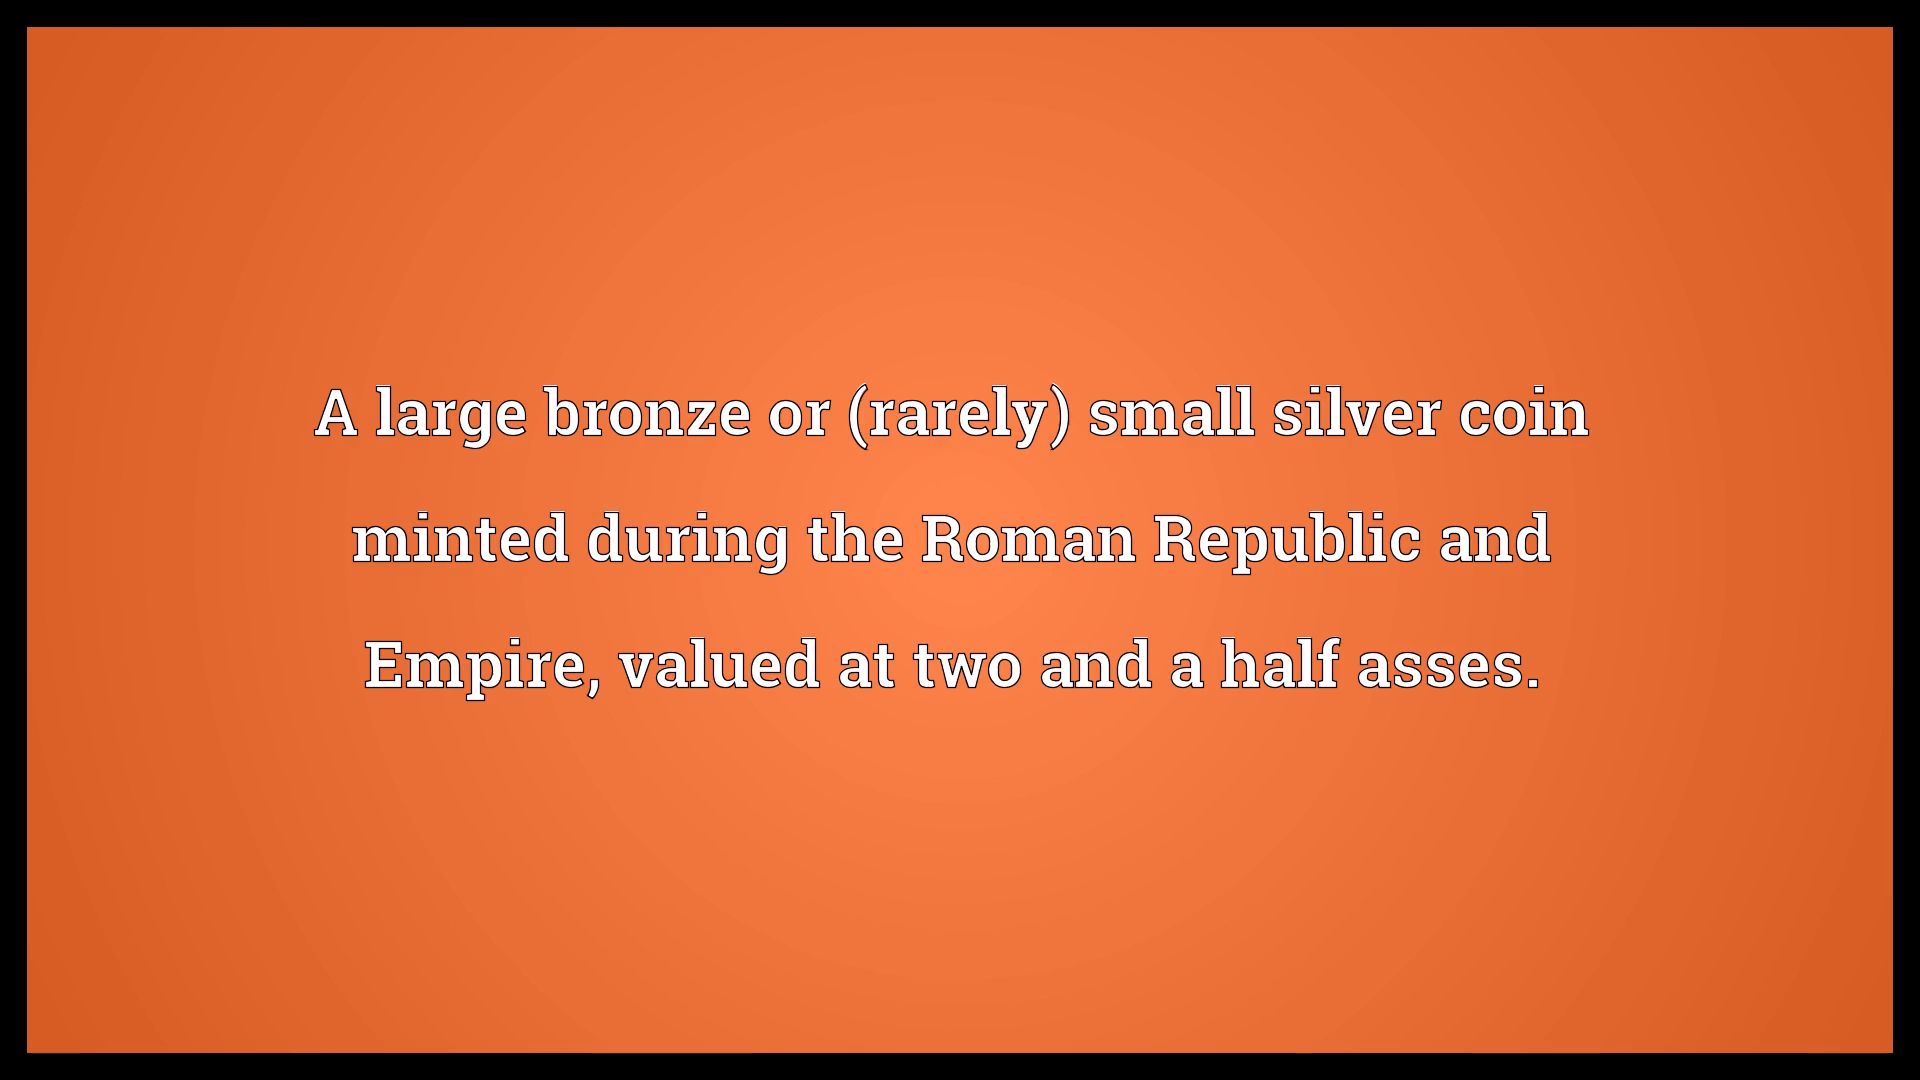 A large bronze or (rarely) small silver coin
minted during the Roman Republic and
Empire, valued at two and a half asses.